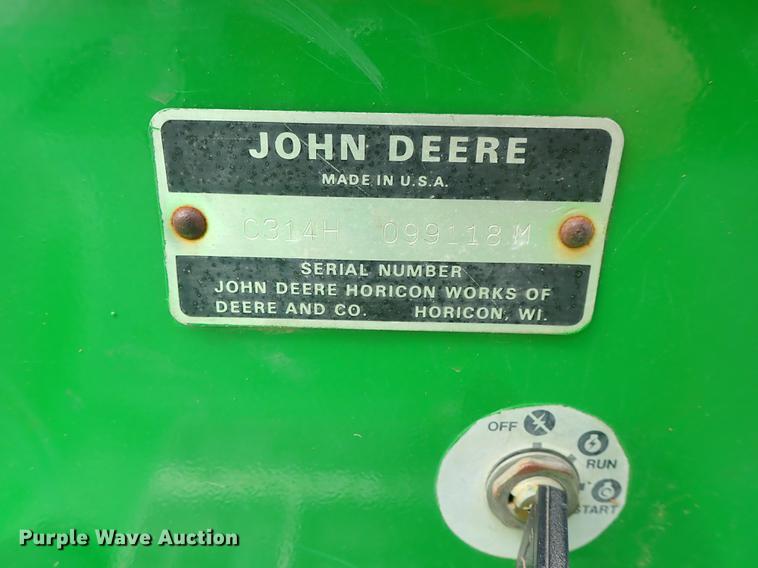 JOHN DEERE
MADE IN U.S.A.
C314H 099118M
SERIAL NUMBER
JOHN DEERE HORICON WORKS OF
DEERE AND CO. HORICON, WI.
OFF
RUN
START
Purple Wave Auction